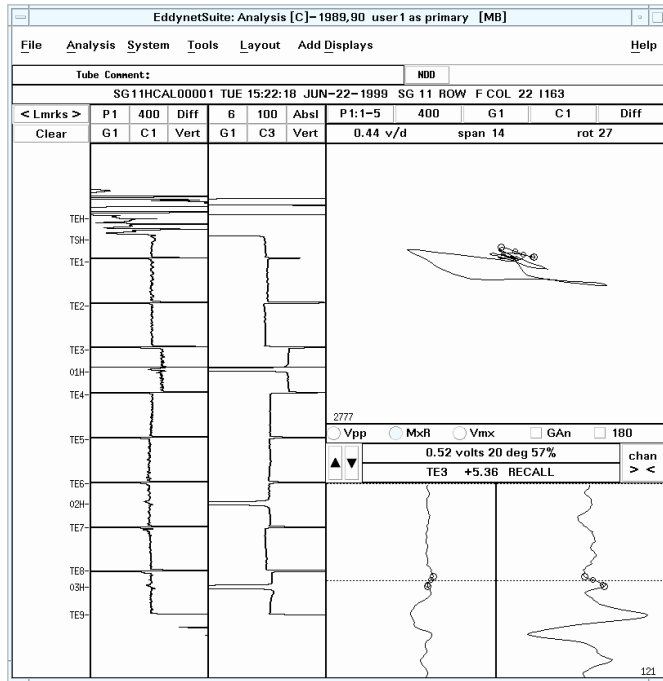 EddynetSuite: Analysis [C]-1989,90 user1 as primary [MB]
File Analysis System Tools Layout Add Displays Help
Tube Comment: NDD
SG11HCAL00001 TUE 15:22:18 JUN-22-1999 SG 11 ROW F COL 22 I163
< Lmrks > P1 400 Diff 6 100 Absl P1:1-5 400 G1 C1 Diff
Clear G1 C1 Vert G1 C3 Vert 0.44 v/d span 14 rot 27
TEH
TSH
TE1
TE2
TE3
01H
TE4
TE5
TE6
02H
TE7
TE8
03H
TE9
2777
Vpp MxR Vmx GAn 180
0.52 volts 20 deg 57% chan
TE3 +5.36 RECALL > <
121